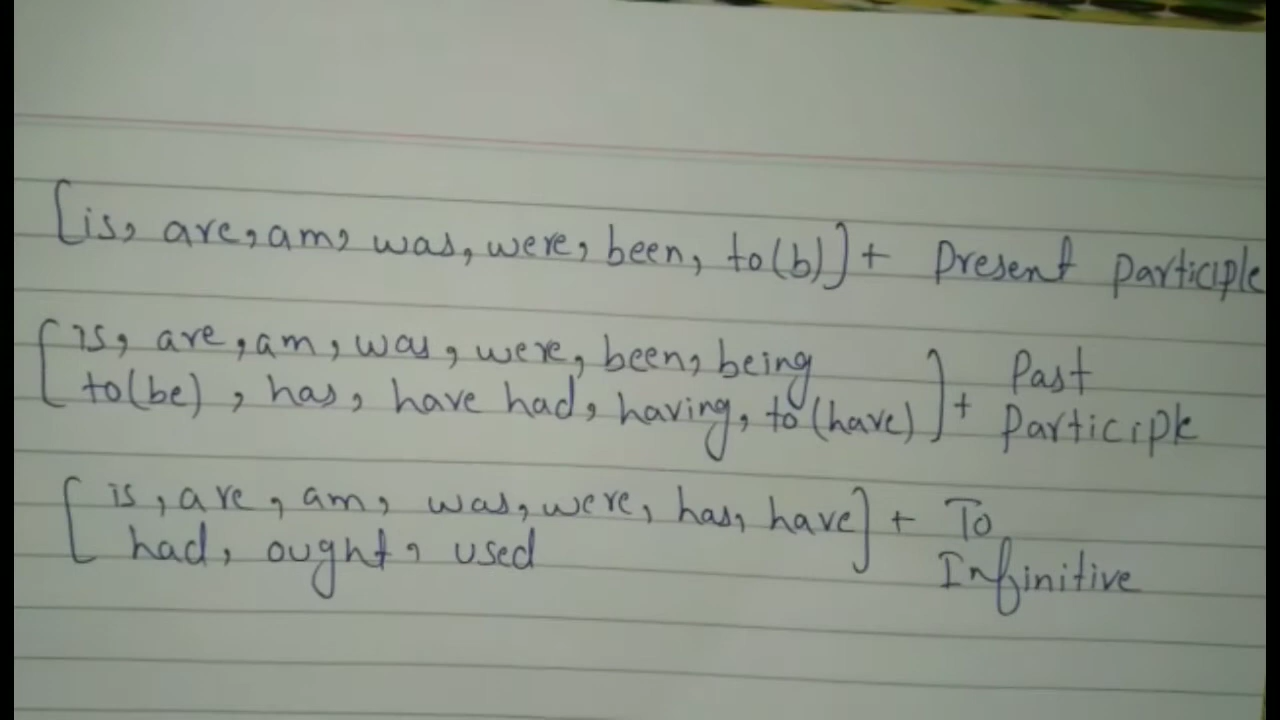 [is, are, am, was, were, been, to(b)] + Present participle
[is, are, am, was, were, been, being
to(be), has, have had, having, to(have)] + Past Participle
[is, are, am, was, were, has, have] + To
had, ought, used Infinitive